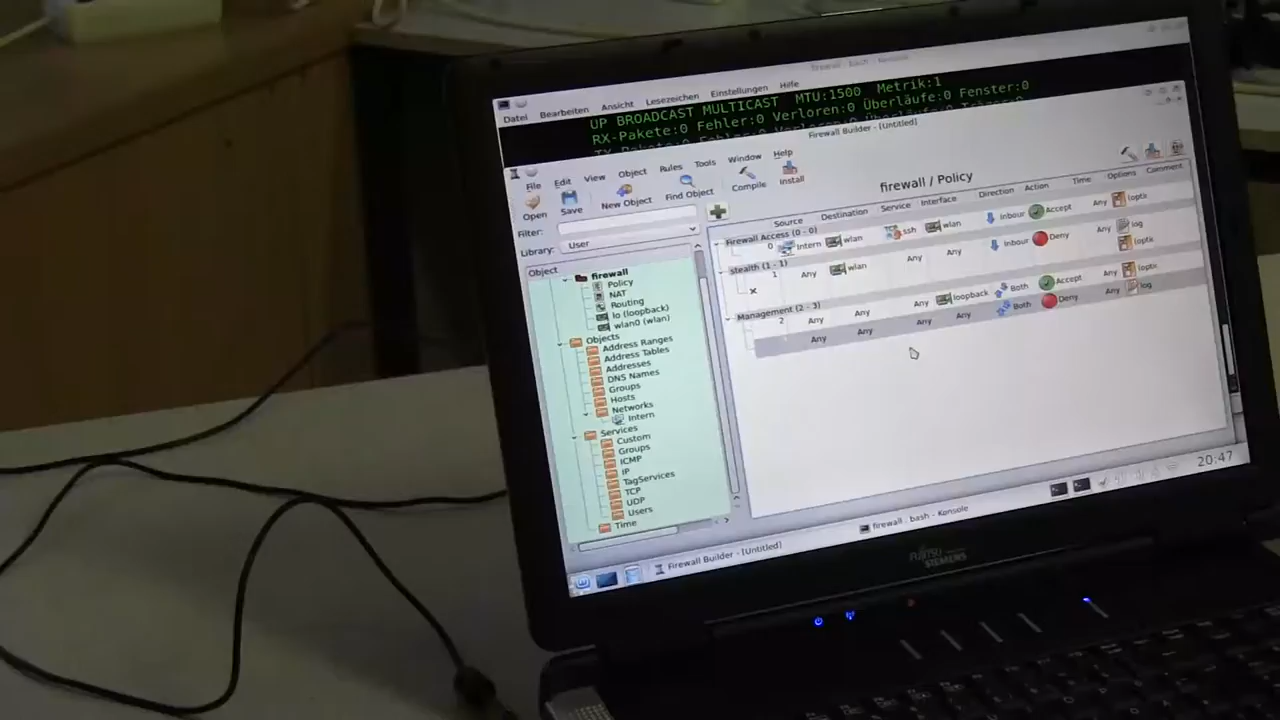 Datei Bearbeiten Ansicht Lesezeichen Einstellungen Hilfe
UP BROADCAST MULTICAST MTU:1500 Metrik:1
RX-Pakete:0 Fehler:0 Verloren:0 Überläufe:0 Fenster:0
Firewall Builder - [Untitled]
File Edit View Object Rules Tools Window Help
Open Save New Object Find Object Compile Install
firewall / Policy
Filter:
Library: User
Object
firewall
Policy
NAT
Routing
lo (loopback)
wlan0 (wlan)
Objects
Address Ranges
Address Tables
Addresses
DNS Names
Groups
Hosts
Networks
Intern
Services
Custom
Groups
ICMP
IP
TagServices
TCP
UDP
Users
Time
Source Destination Service Interface Direction Action Time Options Comment
Firewall Access (0 - 0)
0 Intern wlan TCP ssh wlan Inbour Accept Any (optic
stealth (1 - 1)
1 Any wlan Any Any Inbour Deny Any log
(optic
Management (2 - 3)
2 Any Any Any loopback Both Accept Any (optic
Any Any Any Any Both Deny Any log
Firewall Builder - [Untitled]
firewall : bash - Konsole
20:47
FUJITSU
SIEMENS